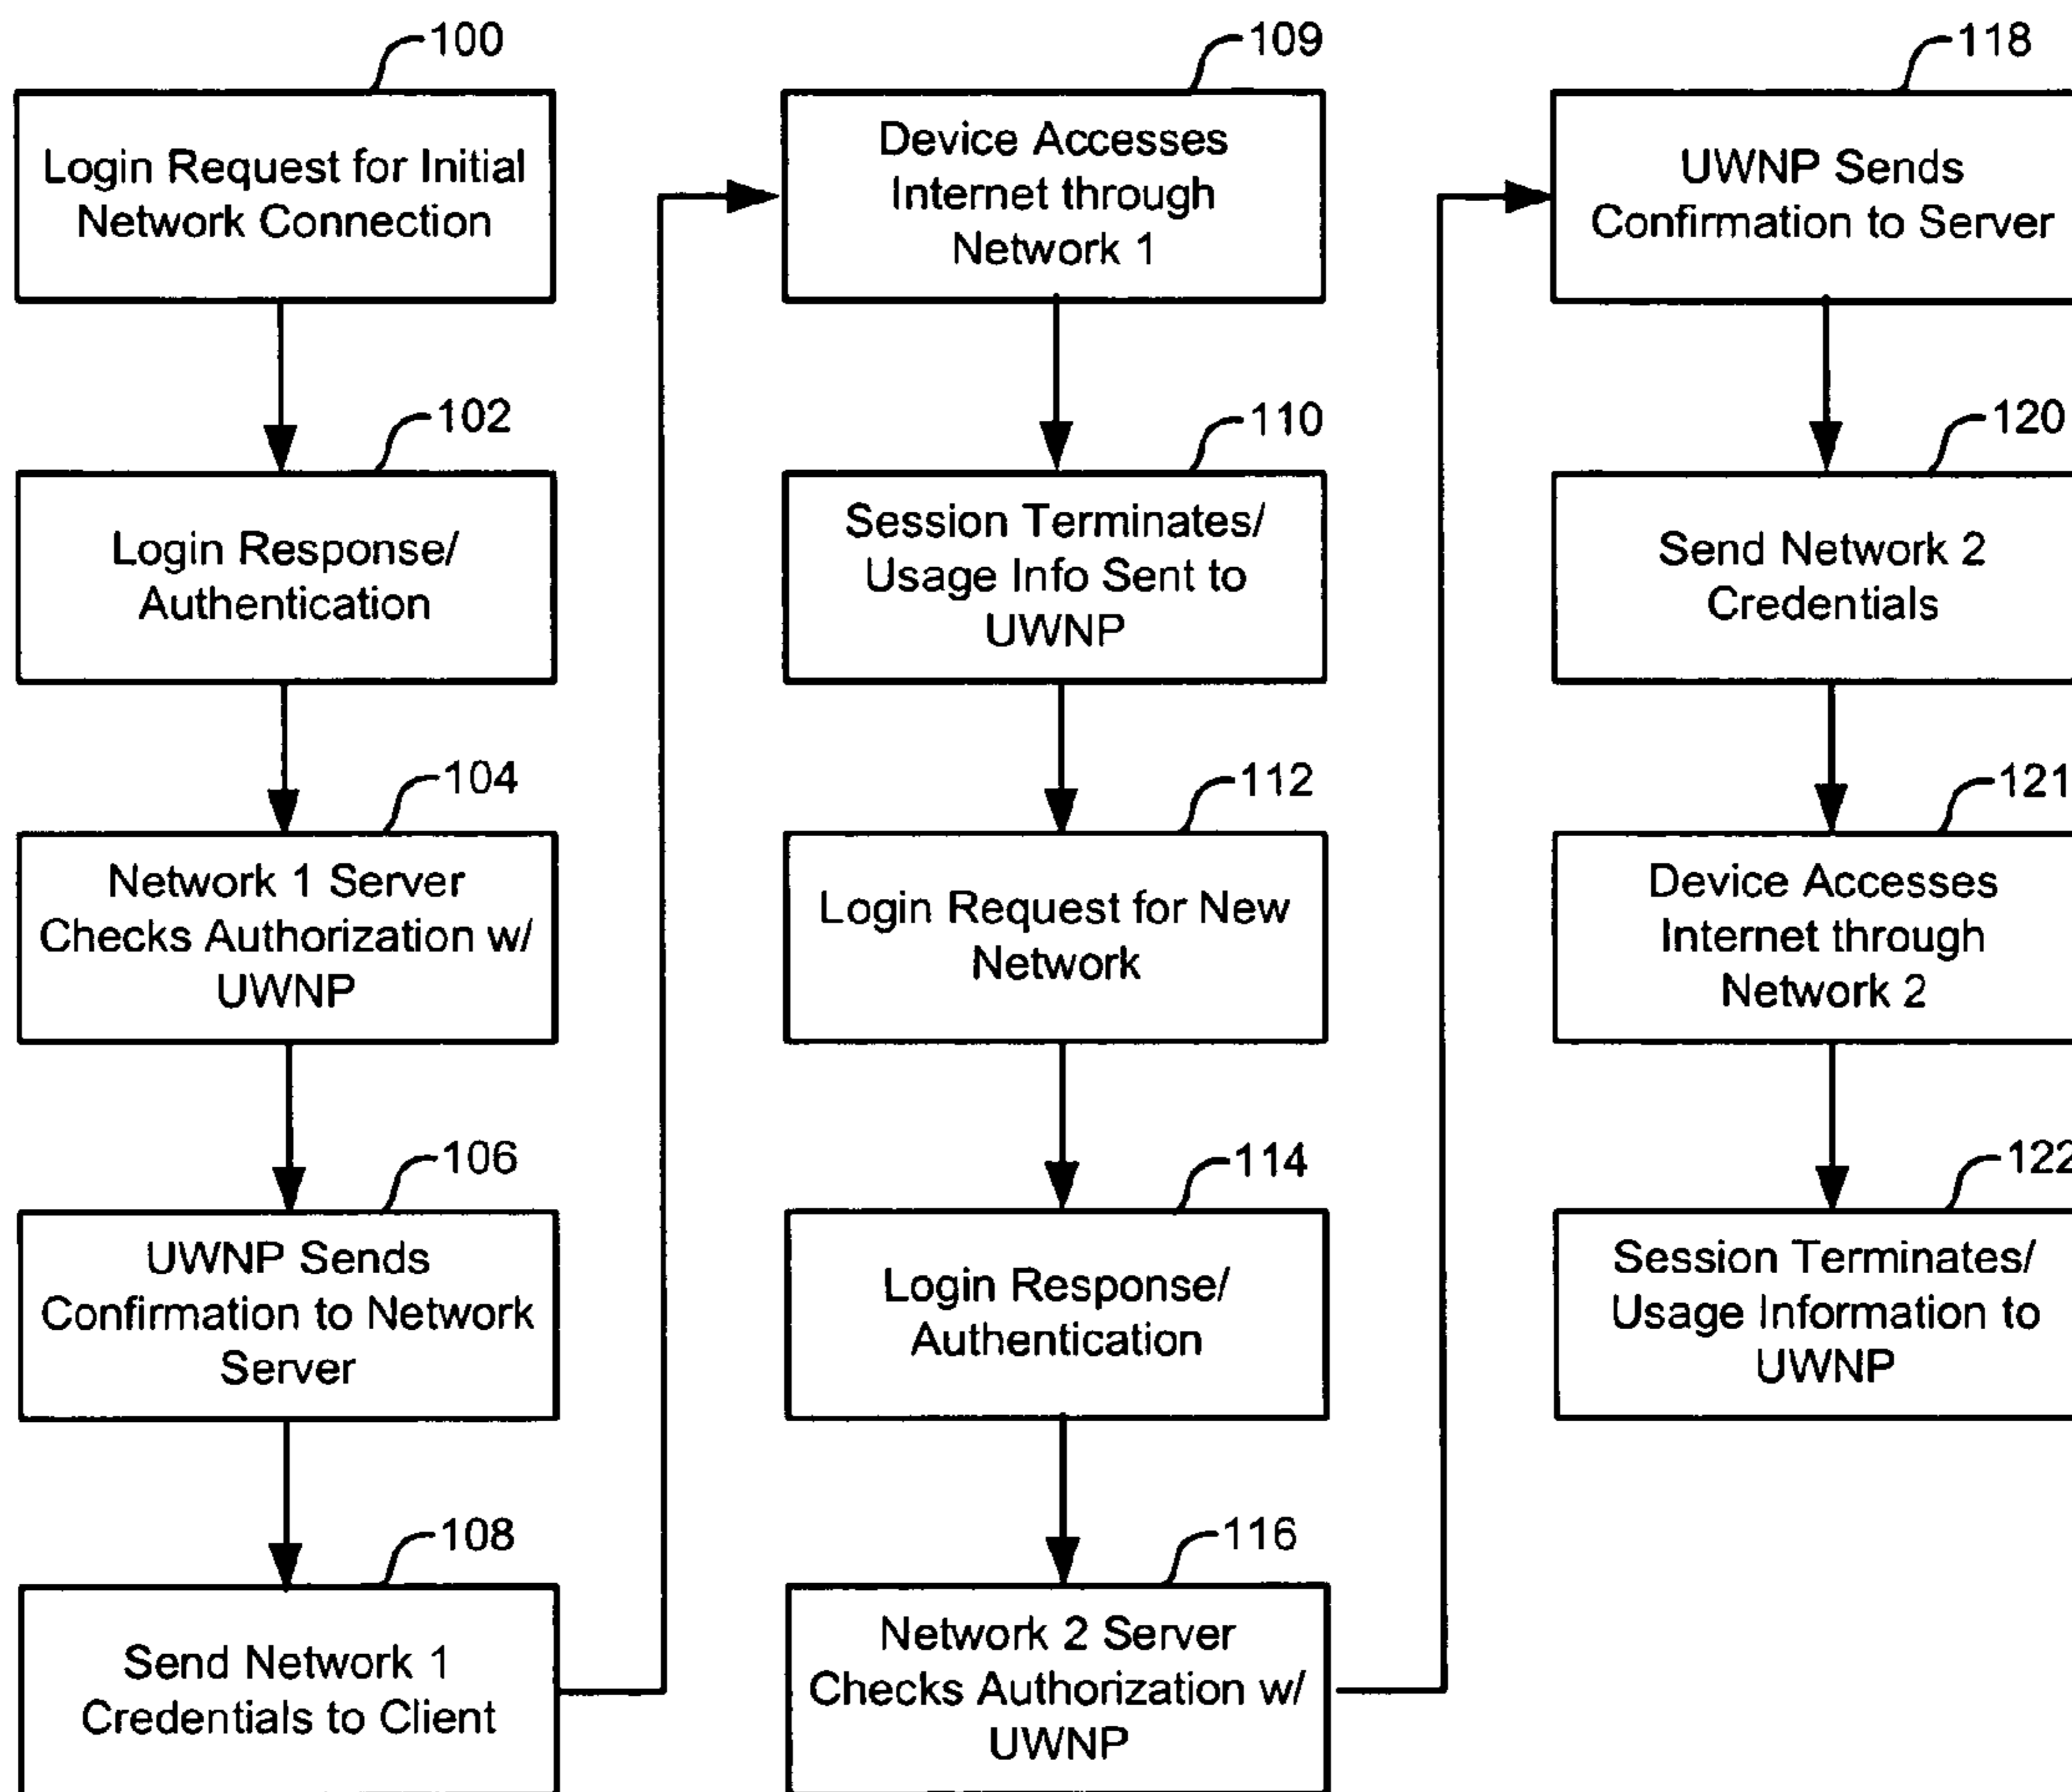 100
Login Request for Initial
Network Connection
102
Login Response/
Authentication
104
Network 1 Server
Checks Authorization w/
UWNP
106
UWNP Sends
Confirmation to Network
Server
108
Send Network 1
Credentials to Client
109
Device Accesses
Internet through
Network 1
110
Session Terminates/
Usage Info Sent to
UWNP
112
Login Request for New
Network
114
Login Response/
Authentication
116
Network 2 Server
Checks Authorization w/
UWNP
118
UWNP Sends
Confirmation to Server
120
Send Network 2
Credentials
121
Device Accesses
Internet through
Network 2
122
Session Terminates/
Usage Information to
UWNP